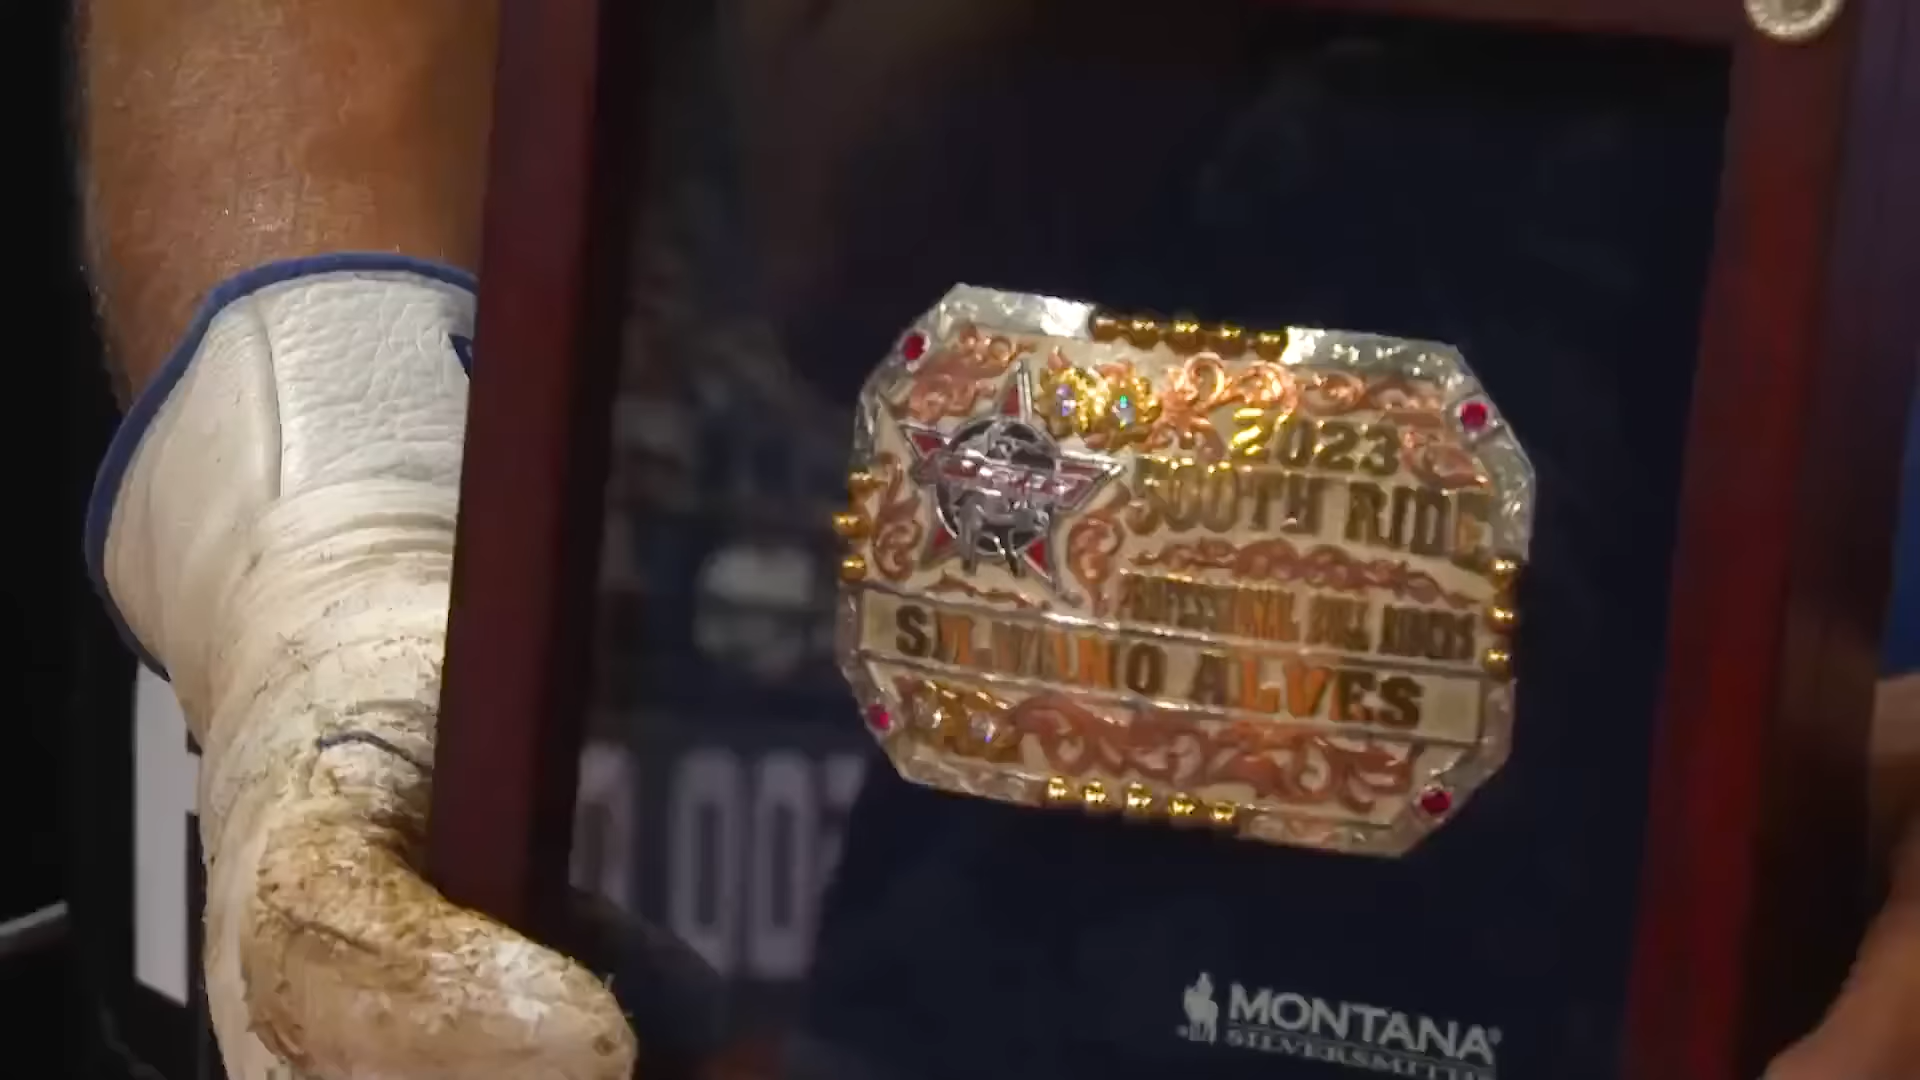 2023
500TH RIDE
PROFESSIONAL BULL RIDERS
SILVANO ALVES
MONTANA
SILVERSMITHS